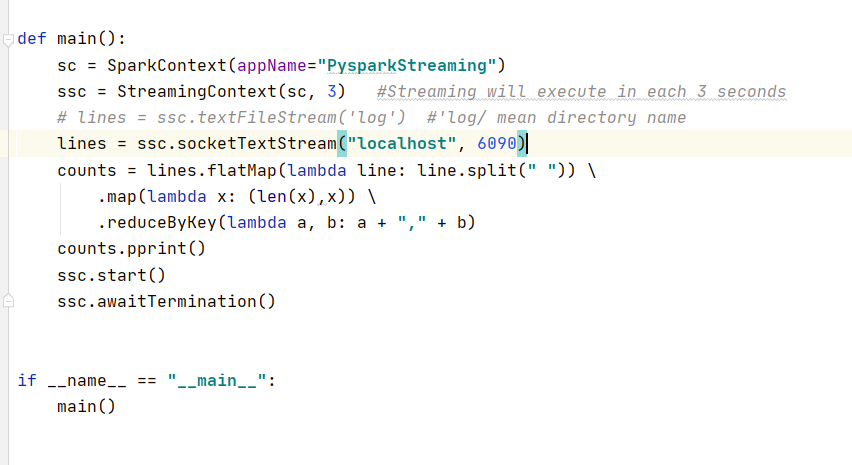 def main():
    sc = SparkContext(appName="PysparkStreaming")
    ssc = StreamingContext(sc, 3)   #Streaming will execute in each 3 seconds
    # lines = ssc.textFileStream('log')  #'log/ mean directory name
    lines = ssc.socketTextStream("localhost", 6090)
    counts = lines.flatMap(lambda line: line.split(" ")) \
        .map(lambda x: (len(x),x)) \
        .reduceByKey(lambda a, b: a + "," + b)
    counts.pprint()
    ssc.start()
    ssc.awaitTermination()
if __name__ == "__main__":
    main()